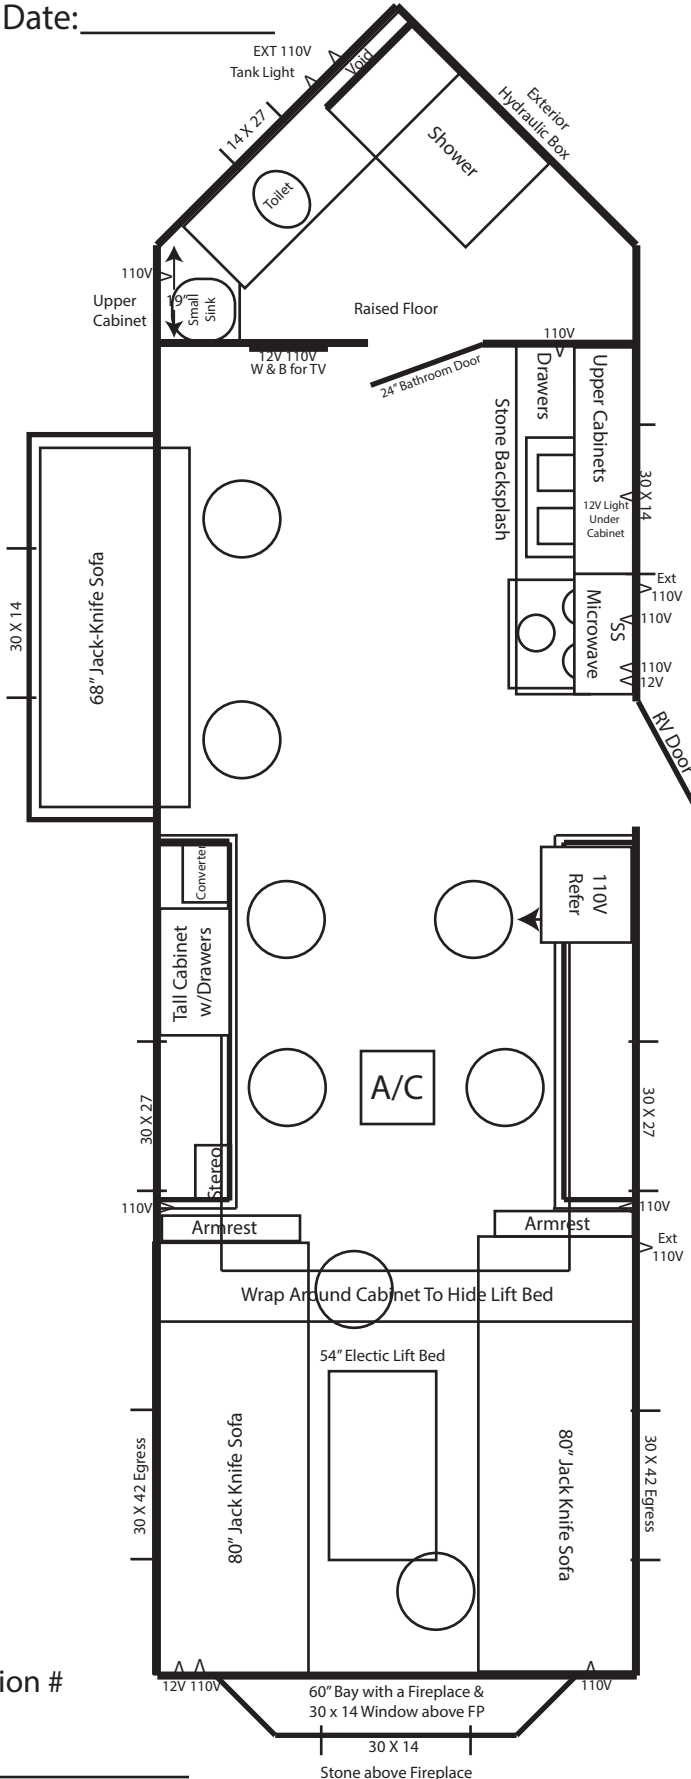 Date:
EXT 110V
Tank Light
Void
14 X 27
Exterior
Hydraulic Box
Shower
Toilet
110V
Upper
Cabinet
19"
Small
Sink
Raised Floor
12V 110V
W & B for TV
24" Bathroom Door
110V
Drawers
Upper Cabinets
Stone Backsplash
12V Light
Under
Cabinet
30 X 14
Ext
110V
SS
Microwave
110V
110V
12V
RV Door
30 X 14
68" Jack-Knife Sofa
Converter
Tall Cabinet
w/Drawers
110V
Refer
A/C
30 X 27
30 X 27
Stereo
110V
110V
Armrest
Armrest
Ext
110V
Wrap Around Cabinet To Hide Lift Bed
54" Electic Lift Bed
30 X 42 Egress
80" Jack Knife Sofa
80" Jack Knife Sofa
30 X 42 Egress
ion #
12V 110V
110V
60" Bay with a Fireplace &
30 x 14 Window above FP
30 X 14
Stone above Fireplace